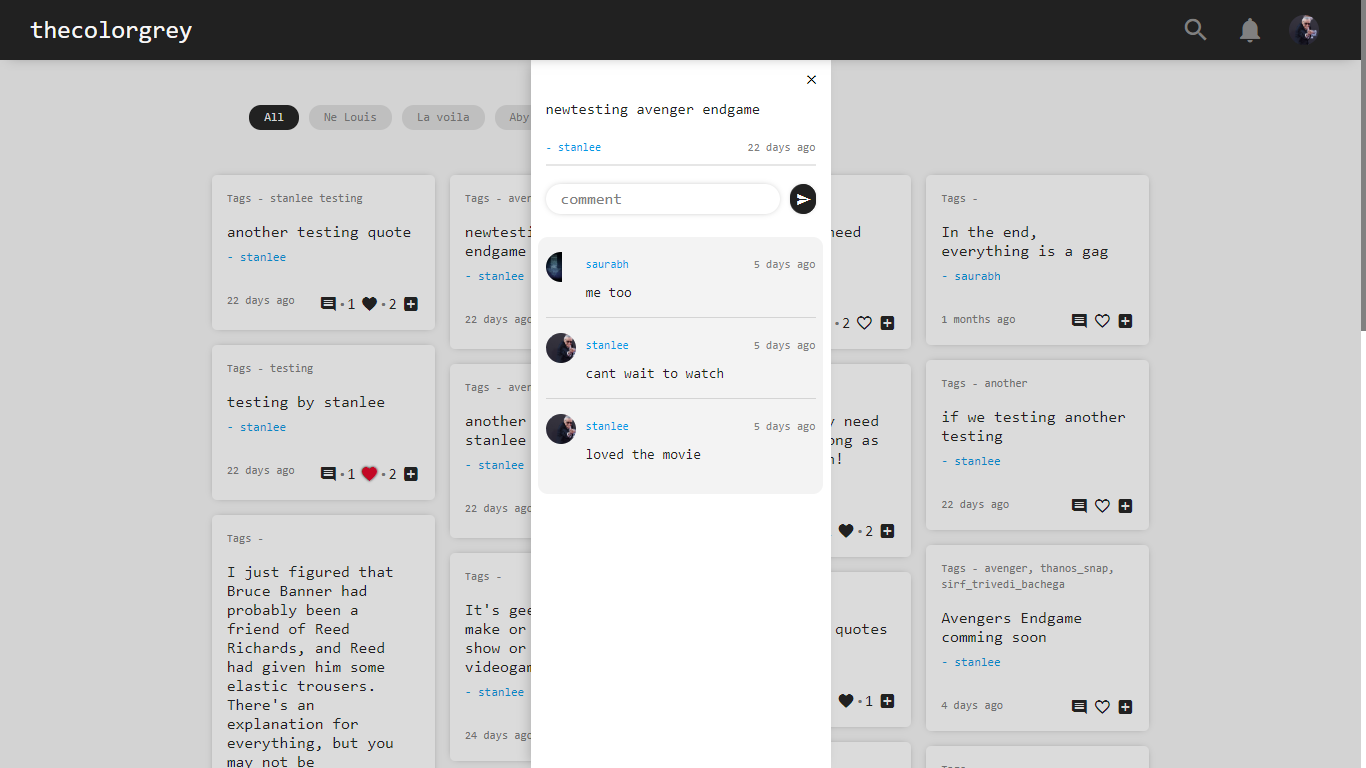 thecolorgrey
All
Ne Louis
La voila
Aby
newtesting avenger endgame
- stanlee
22 days ago
comment
saurabh
5 days ago
me too
stanlee
5 days ago
cant wait to watch
stanlee
5 days ago
loved the movie
Tags - stanlee testing
another testing quote
- stanlee
22 days ago
1
2
Tags - testing
testing by stanlee
- stanlee
22 days ago
1
2
Tags -
I just figured that
Bruce Banner had
probably been a
friend of Reed
Richards, and Reed
had given him some
elastic trousers.
There's an
explanation for
everything, but you
may not be
Tags - aven
newtesti
endgame
- stanlee
22 days ago
Tags - aven
another
stanlee
- stanlee
22 days ago
Tags -
It's gee
make or
show or
videogam
- stanlee
24 days ago
need
2
y need
ong as
!
2
quotes
1
Tags -
In the end,
everything is a gag
- saurabh
1 months ago
Tags - another
if we testing another
testing
- stanlee
22 days ago
Tags - avenger, thanos_snap,
sirf_trivedi_bachega
Avengers Endgame
comming soon
- stanlee
4 days ago